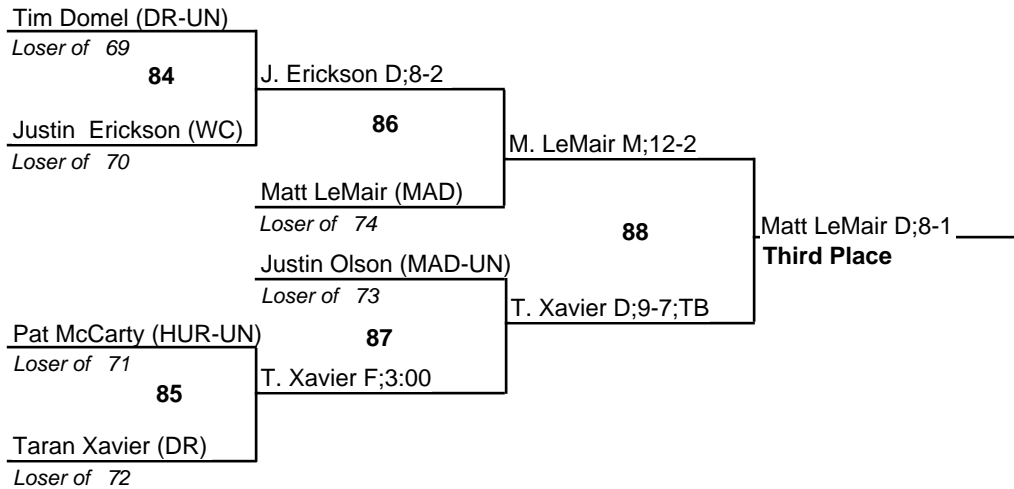 Tim Domel (DR-UN)
Loser of 69
84
J. Erickson D;8-2
Justin Erickson (WC)
Loser of 70
86
M. LeMair M;12-2
Matt LeMair (MAD)
Loser of 74
88
Matt LeMair D;8-1
Third Place
Justin Olson (MAD-UN)
Loser of 73
T. Xavier D;9-7;TB
Pat McCarty (HUR-UN)
Loser of 71
87
85
T. Xavier F;3:00
Taran Xavier (DR)
Loser of 72